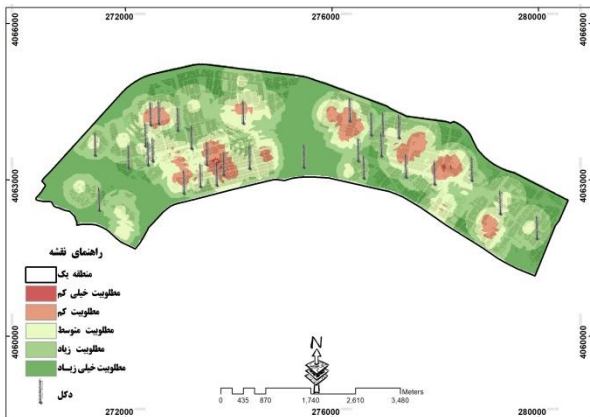 272000 276000 280000
4066000 4066000
4063000 4063000
4060000 4060000
راهنمای نقشه
منطقه یک
مطلوبیت خیلی کم
مطلوبیت کم
مطلوبیت متوسط
مطلوبیت زیاد
مطلوبیت خیلی زیاد
دکل
N
Meters
0 435 870 1,740 2,610 3,480
272000 276000 280000